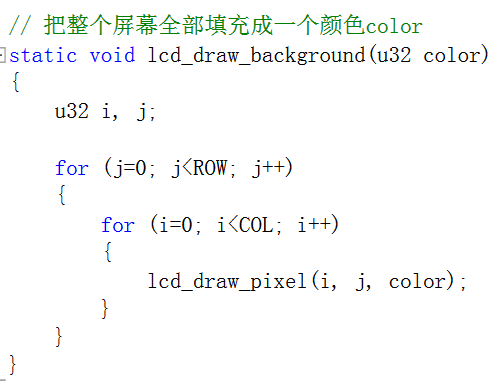 // 把整个屏幕全部填充成一个颜色color
static void lcd_draw_background(u32 color)
{
    u32 i, j;

    for (j=0; j<ROW; j++)
    {
        for (i=0; i<COL; i++)
        {
            lcd_draw_pixel(i, j, color);
        }
    }
}